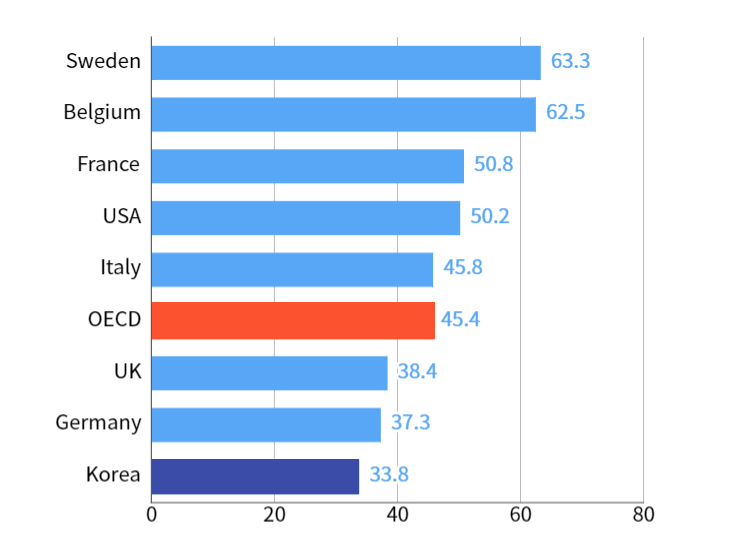 Sweden 63.3
Belgium 62.5
France 50.8
USA 50.2
Italy 45.8
OECD 45.4
UK 38.4
Germany 37.3
Korea 33.8
0 20 40 60 80